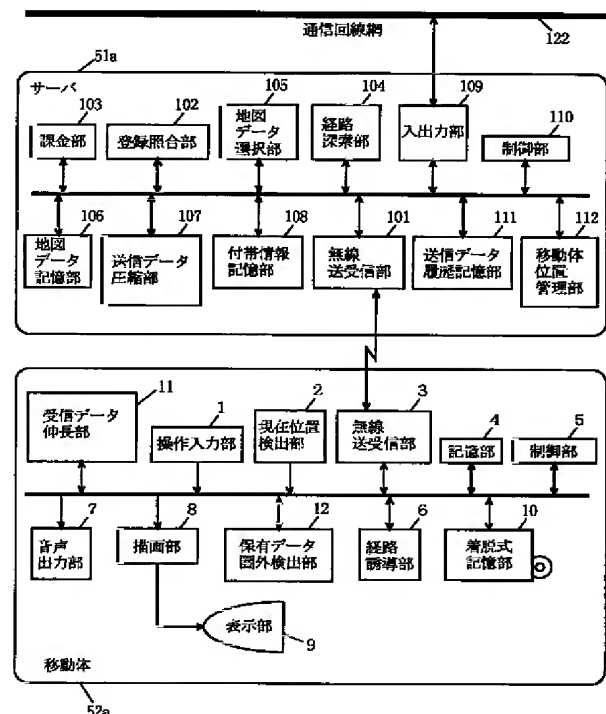 通信回線網
122
51a
サーバ
103
102
105
104
109
110
課金部
登録照合部
地図
データ
選択部
経路
探索部
入出力部
制御部
106
107
108
101
111
112
地図
データ
記憶部
送信データ
圧縮部
付帯情報
記憶部
無線
送受信部
送信データ
履歴記憶部
移動体
位置
管理部
11
1
2
3
4
5
受信データ
伸長部
操作入力部
現在位置
検出部
無線
送受信部
記憶部
制御部
7
8
12
6
10
音声
出力部
描画部
保有データ
圏外検出部
経路
誘導部
着脱式
記憶部
表示部
9
移動体
52a